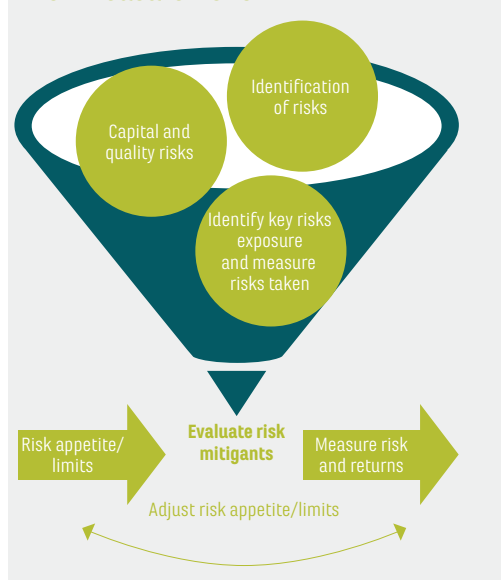 Identification
of risks
Capital and
quality risks
Identify key risks
exposure
and measure
risks taken
Risk appetite/
limits
Evaluate risk
mitigants
Measure risk
and returns
Adjust risk appetite/limits